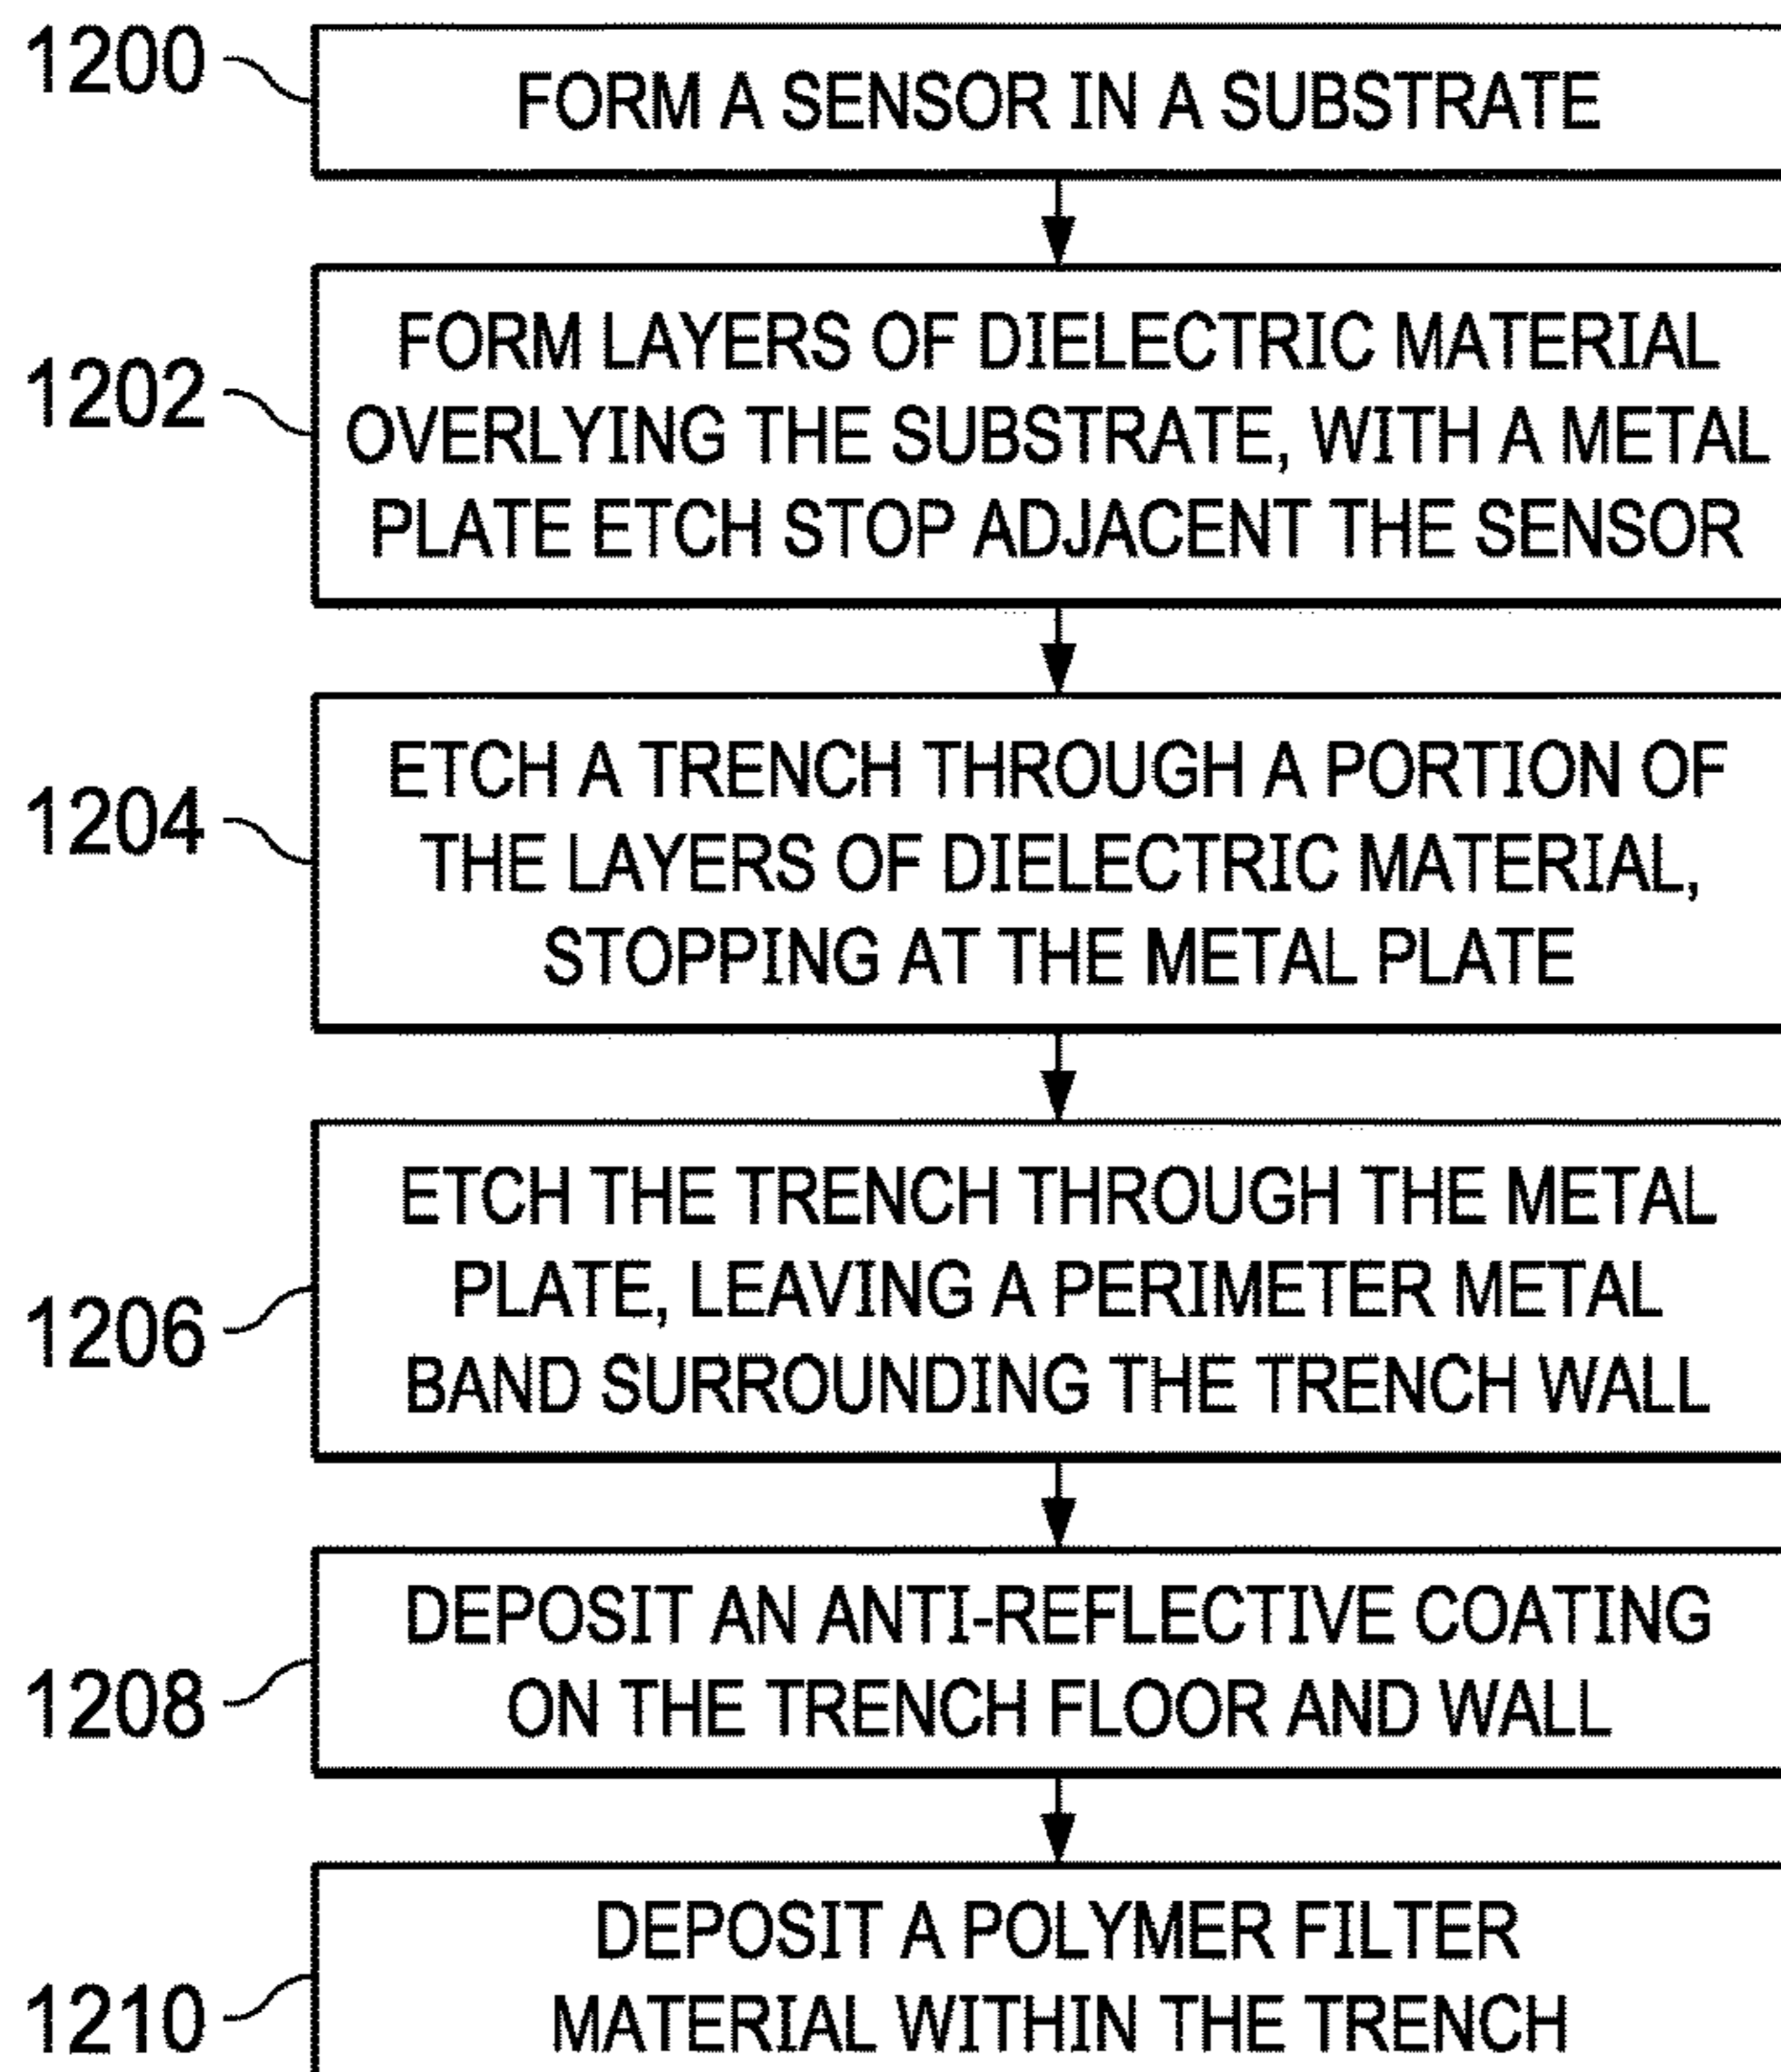 1200
FORM A SENSOR IN A SUBSTRATE
1202
FORM LAYERS OF DIELECTRIC MATERIAL
OVERLYING THE SUBSTRATE, WITH A METAL
PLATE ETCH STOP ADJACENT THE SENSOR
1204
ETCH A TRENCH THROUGH A PORTION OF
THE LAYERS OF DIELECTRIC MATERIAL,
STOPPING AT THE METAL PLATE
1206
ETCH THE TRENCH THROUGH THE METAL
PLATE, LEAVING A PERIMETER METAL
BAND SURROUNDING THE TRENCH WALL
1208
DEPOSIT AN ANTI-REFLECTIVE COATING
ON THE TRENCH FLOOR AND WALL
1210
DEPOSIT A POLYMER FILTER
MATERIAL WITHIN THE TRENCH